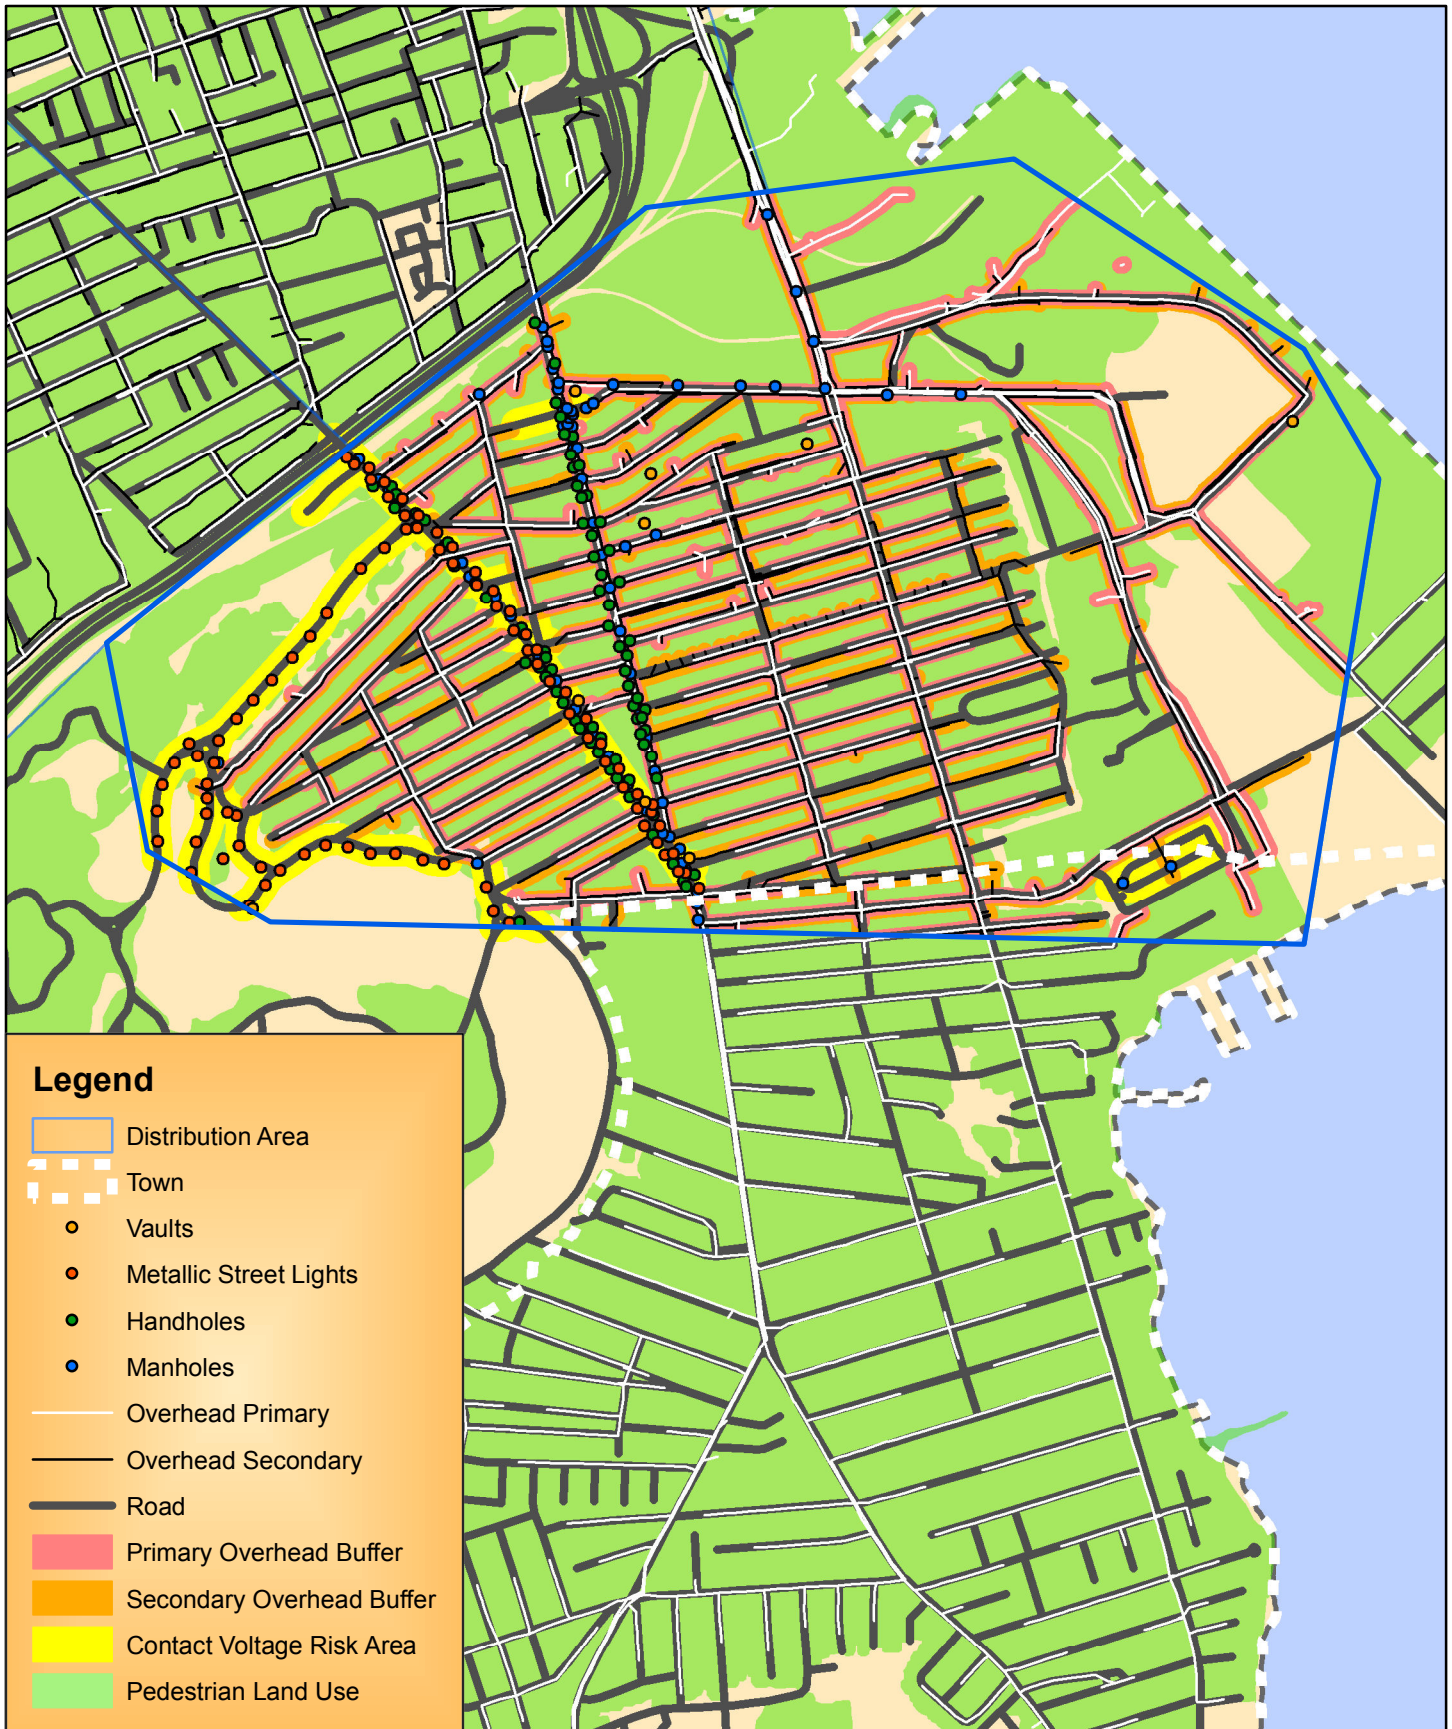 Legend
Distribution Area
Town
Vaults
Metallic Street Lights
Handholes
Manholes
Overhead Primary
Overhead Secondary
Road
Primary Overhead Buffer
Secondary Overhead Buffer
Contact Voltage Risk Area
Pedestrian Land Use